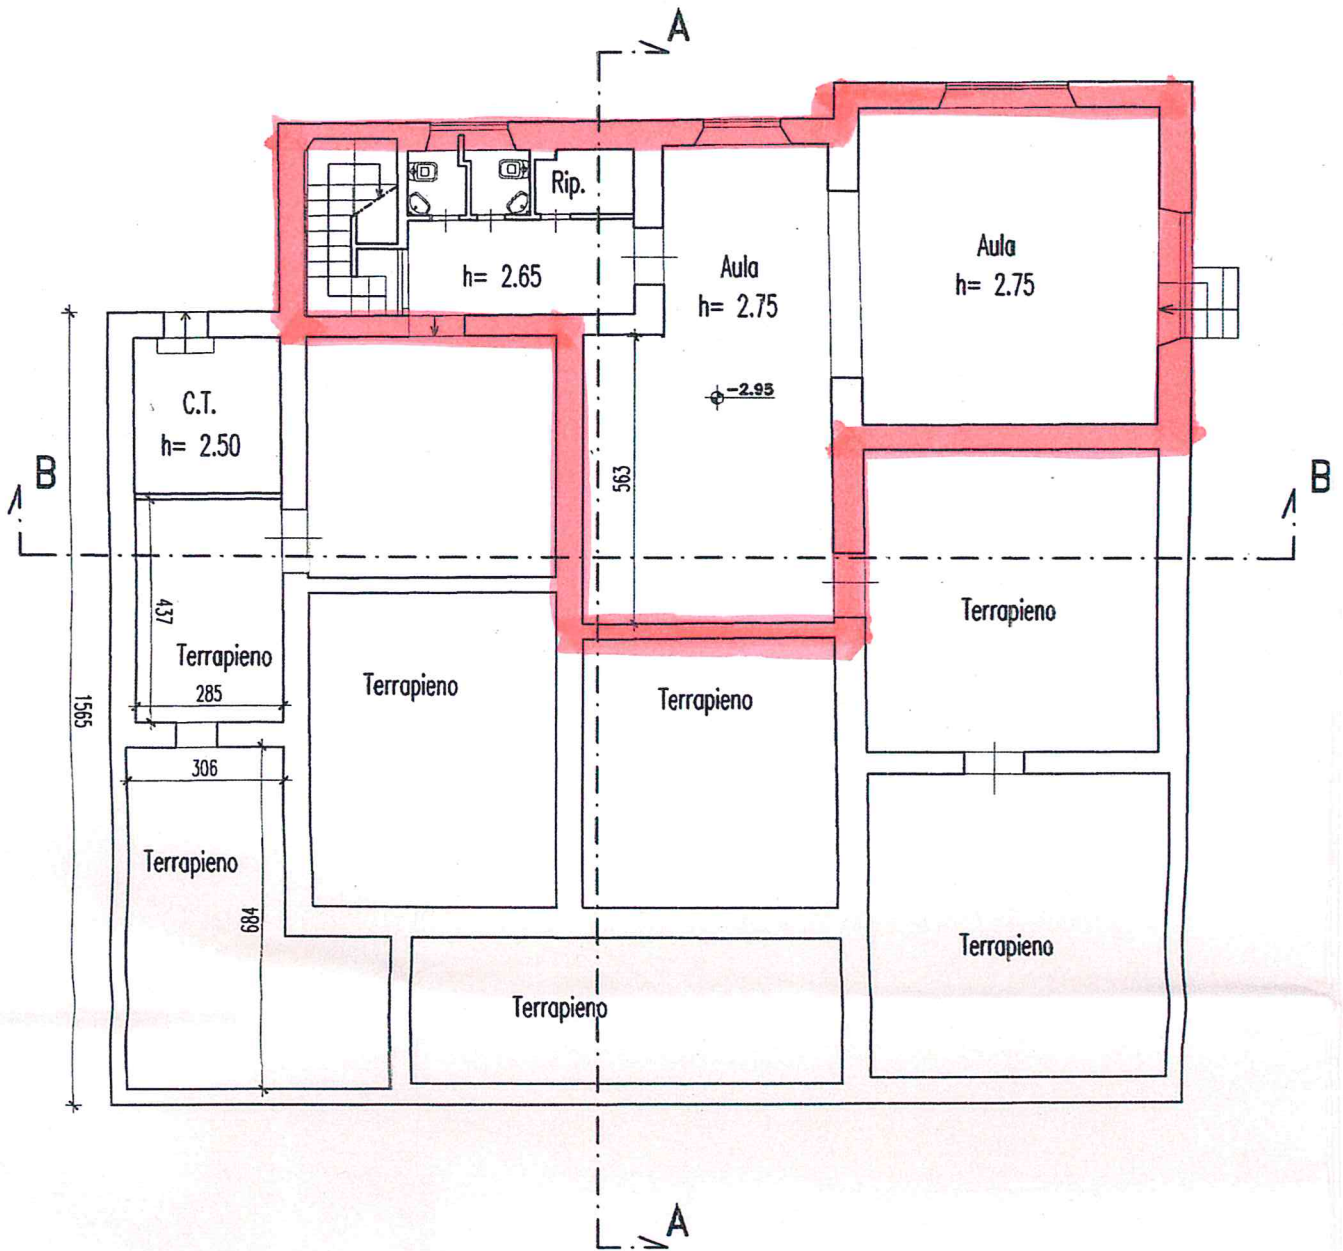 A
Rip.
h= 2.65
Aula
h= 2.75
Aula
h= 2.75
-2.95
C.T.
h= 2.50
B
B
563
437
Terrapieno
285
1565
306
Terrapieno
684
Terrapieno
Terrapieno
Terrapieno
Terrapieno
Terrapieno
A